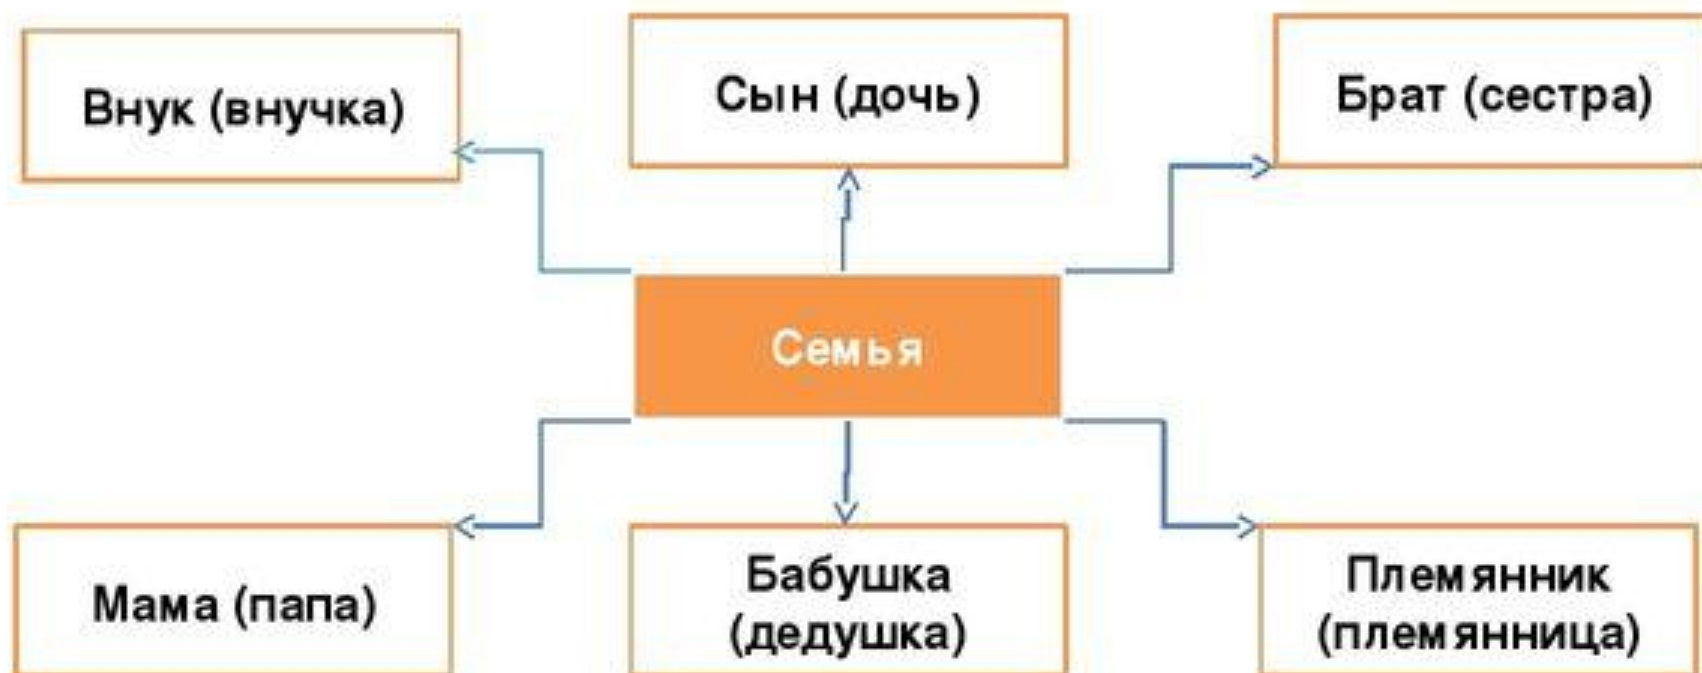 Внук (внучка)
Сын (дочь)
Брат (сестра)
Семья
Мама (папа)
Бабушка
(дедушка)
Племянник
(племянница)